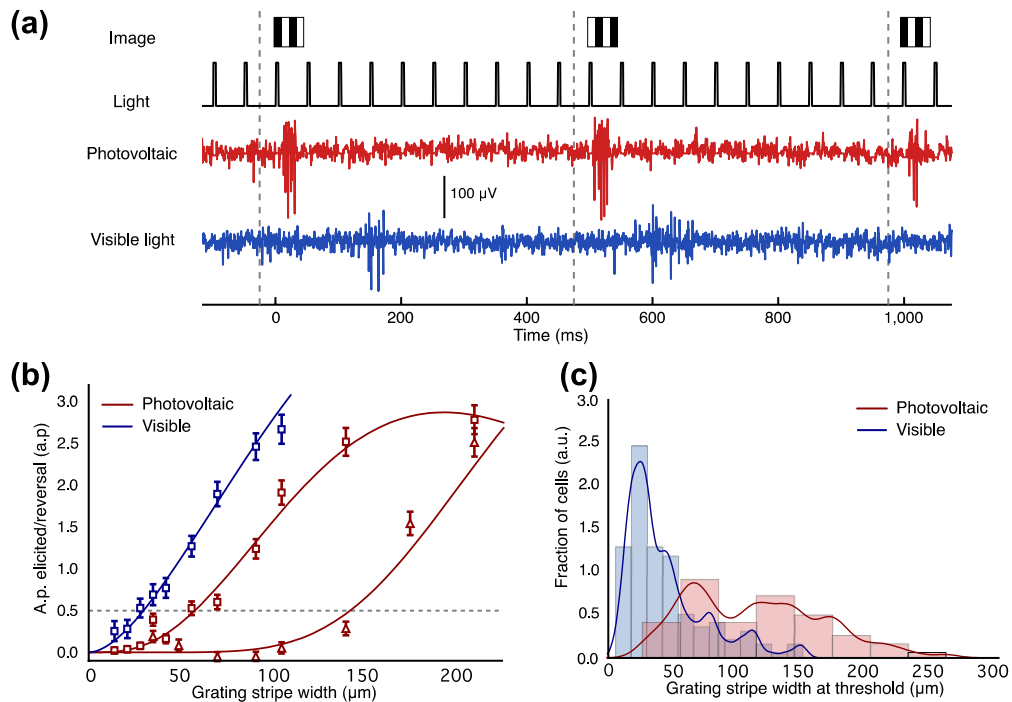 (a)
Image
Light
Photovoltaic
100 µV
Visible light
0 200 400 600 800 1,000
Time (ms)
(b)
3.0
Photovoltaic
Visible
2.5
2.0
1.5
1.0
0.5
0.0
A.p. elicited/reversal (a.p)
0 50 100 150 200
Grating stripe width (µm)
(c)
3.0
Photovoltaic
Visible
2.5
2.0
1.5
1.0
0.5
0.0
Fraction of cells (a.u.)
0 50 100 150 200 250 300
Grating stripe width at threshold (µm)